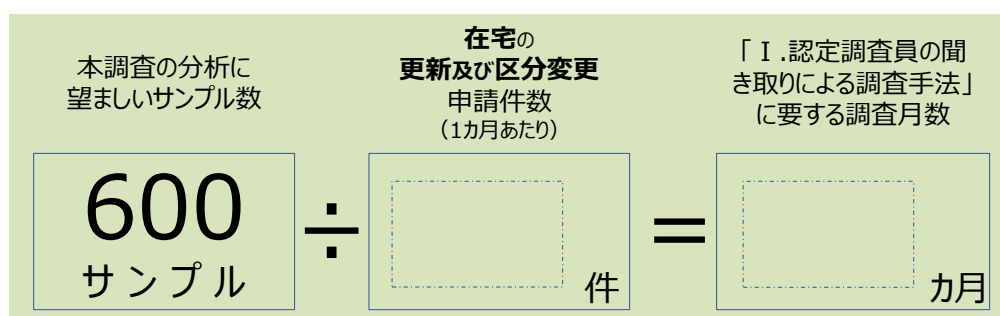 本調査の分析に
望ましいサンプル数
600
サンプル
÷
在宅の
更新及び区分変更
申請件数
（1カ月あたり）
件
＝
「Ⅰ.認定調査員の聞
き取りによる調査手法」
に要する調査月数
カ月